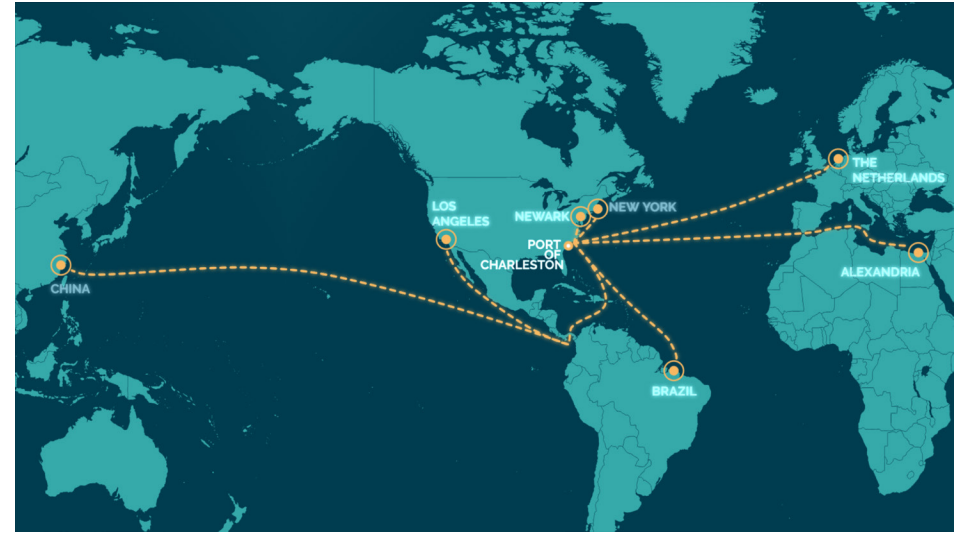 THE
NETHERLANDS
LOS
ANGELES
NEWARK
NEW YORK
PORT
OF
CHARLESTON
ALEXANDRIA
CHINA
BRAZIL